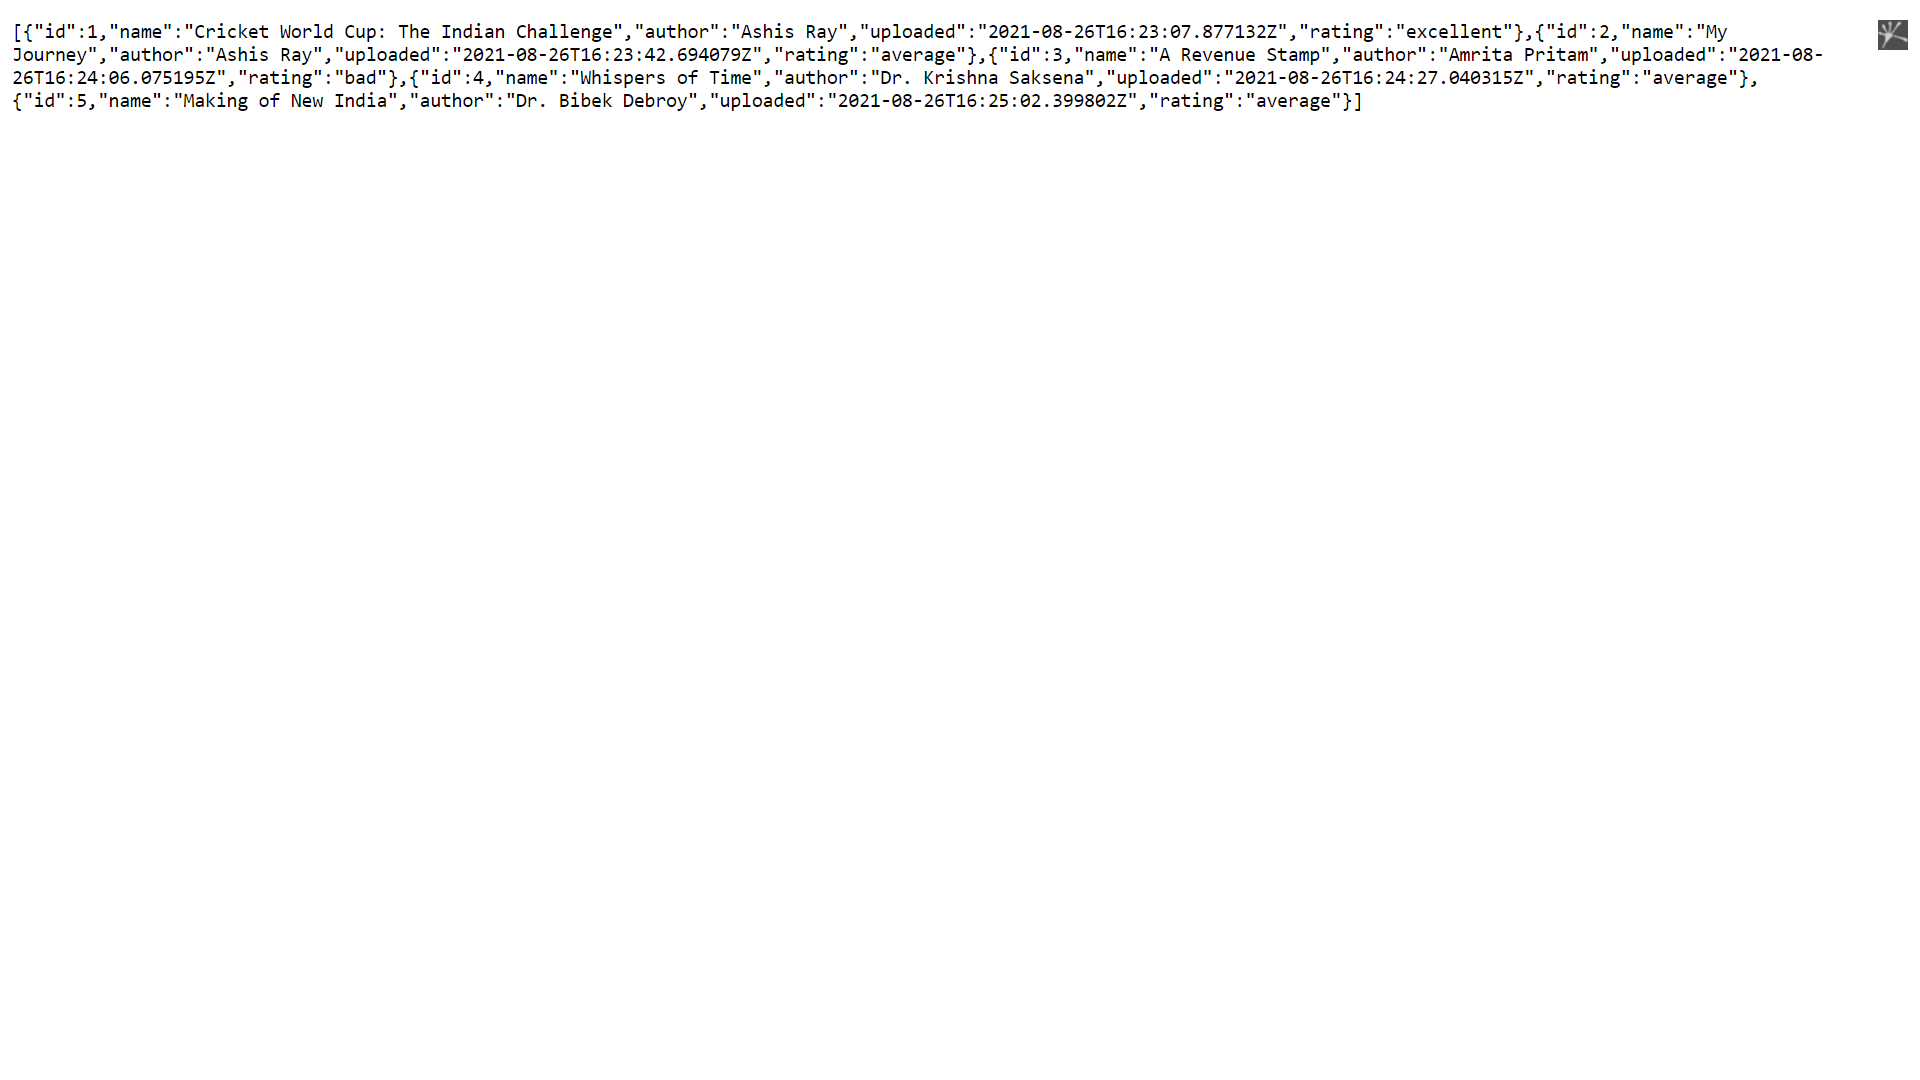 [{"id":1,"name":"Cricket World Cup: The Indian Challenge","author":"Ashis Ray","uploaded":"2021-08-26T16:23:07.877132Z","rating":"excellent"},{"id":2,"name":"My
Journey","author":"Ashis Ray","uploaded":"2021-08-26T16:23:42.694079Z","rating":"average"},{"id":3,"name":"A Revenue Stamp","author":"Amrita Pritam","uploaded":"2021-08-
26T16:24:06.075195Z","rating":"bad"},{"id":4,"name":"Whispers of Time","author":"Dr. Krishna Saksena","uploaded":"2021-08-26T16:24:27.040315Z","rating":"average"},
{"id":5,"name":"Making of New India","author":"Dr. Bibek Debroy","uploaded":"2021-08-26T16:25:02.399802Z","rating":"average"}]